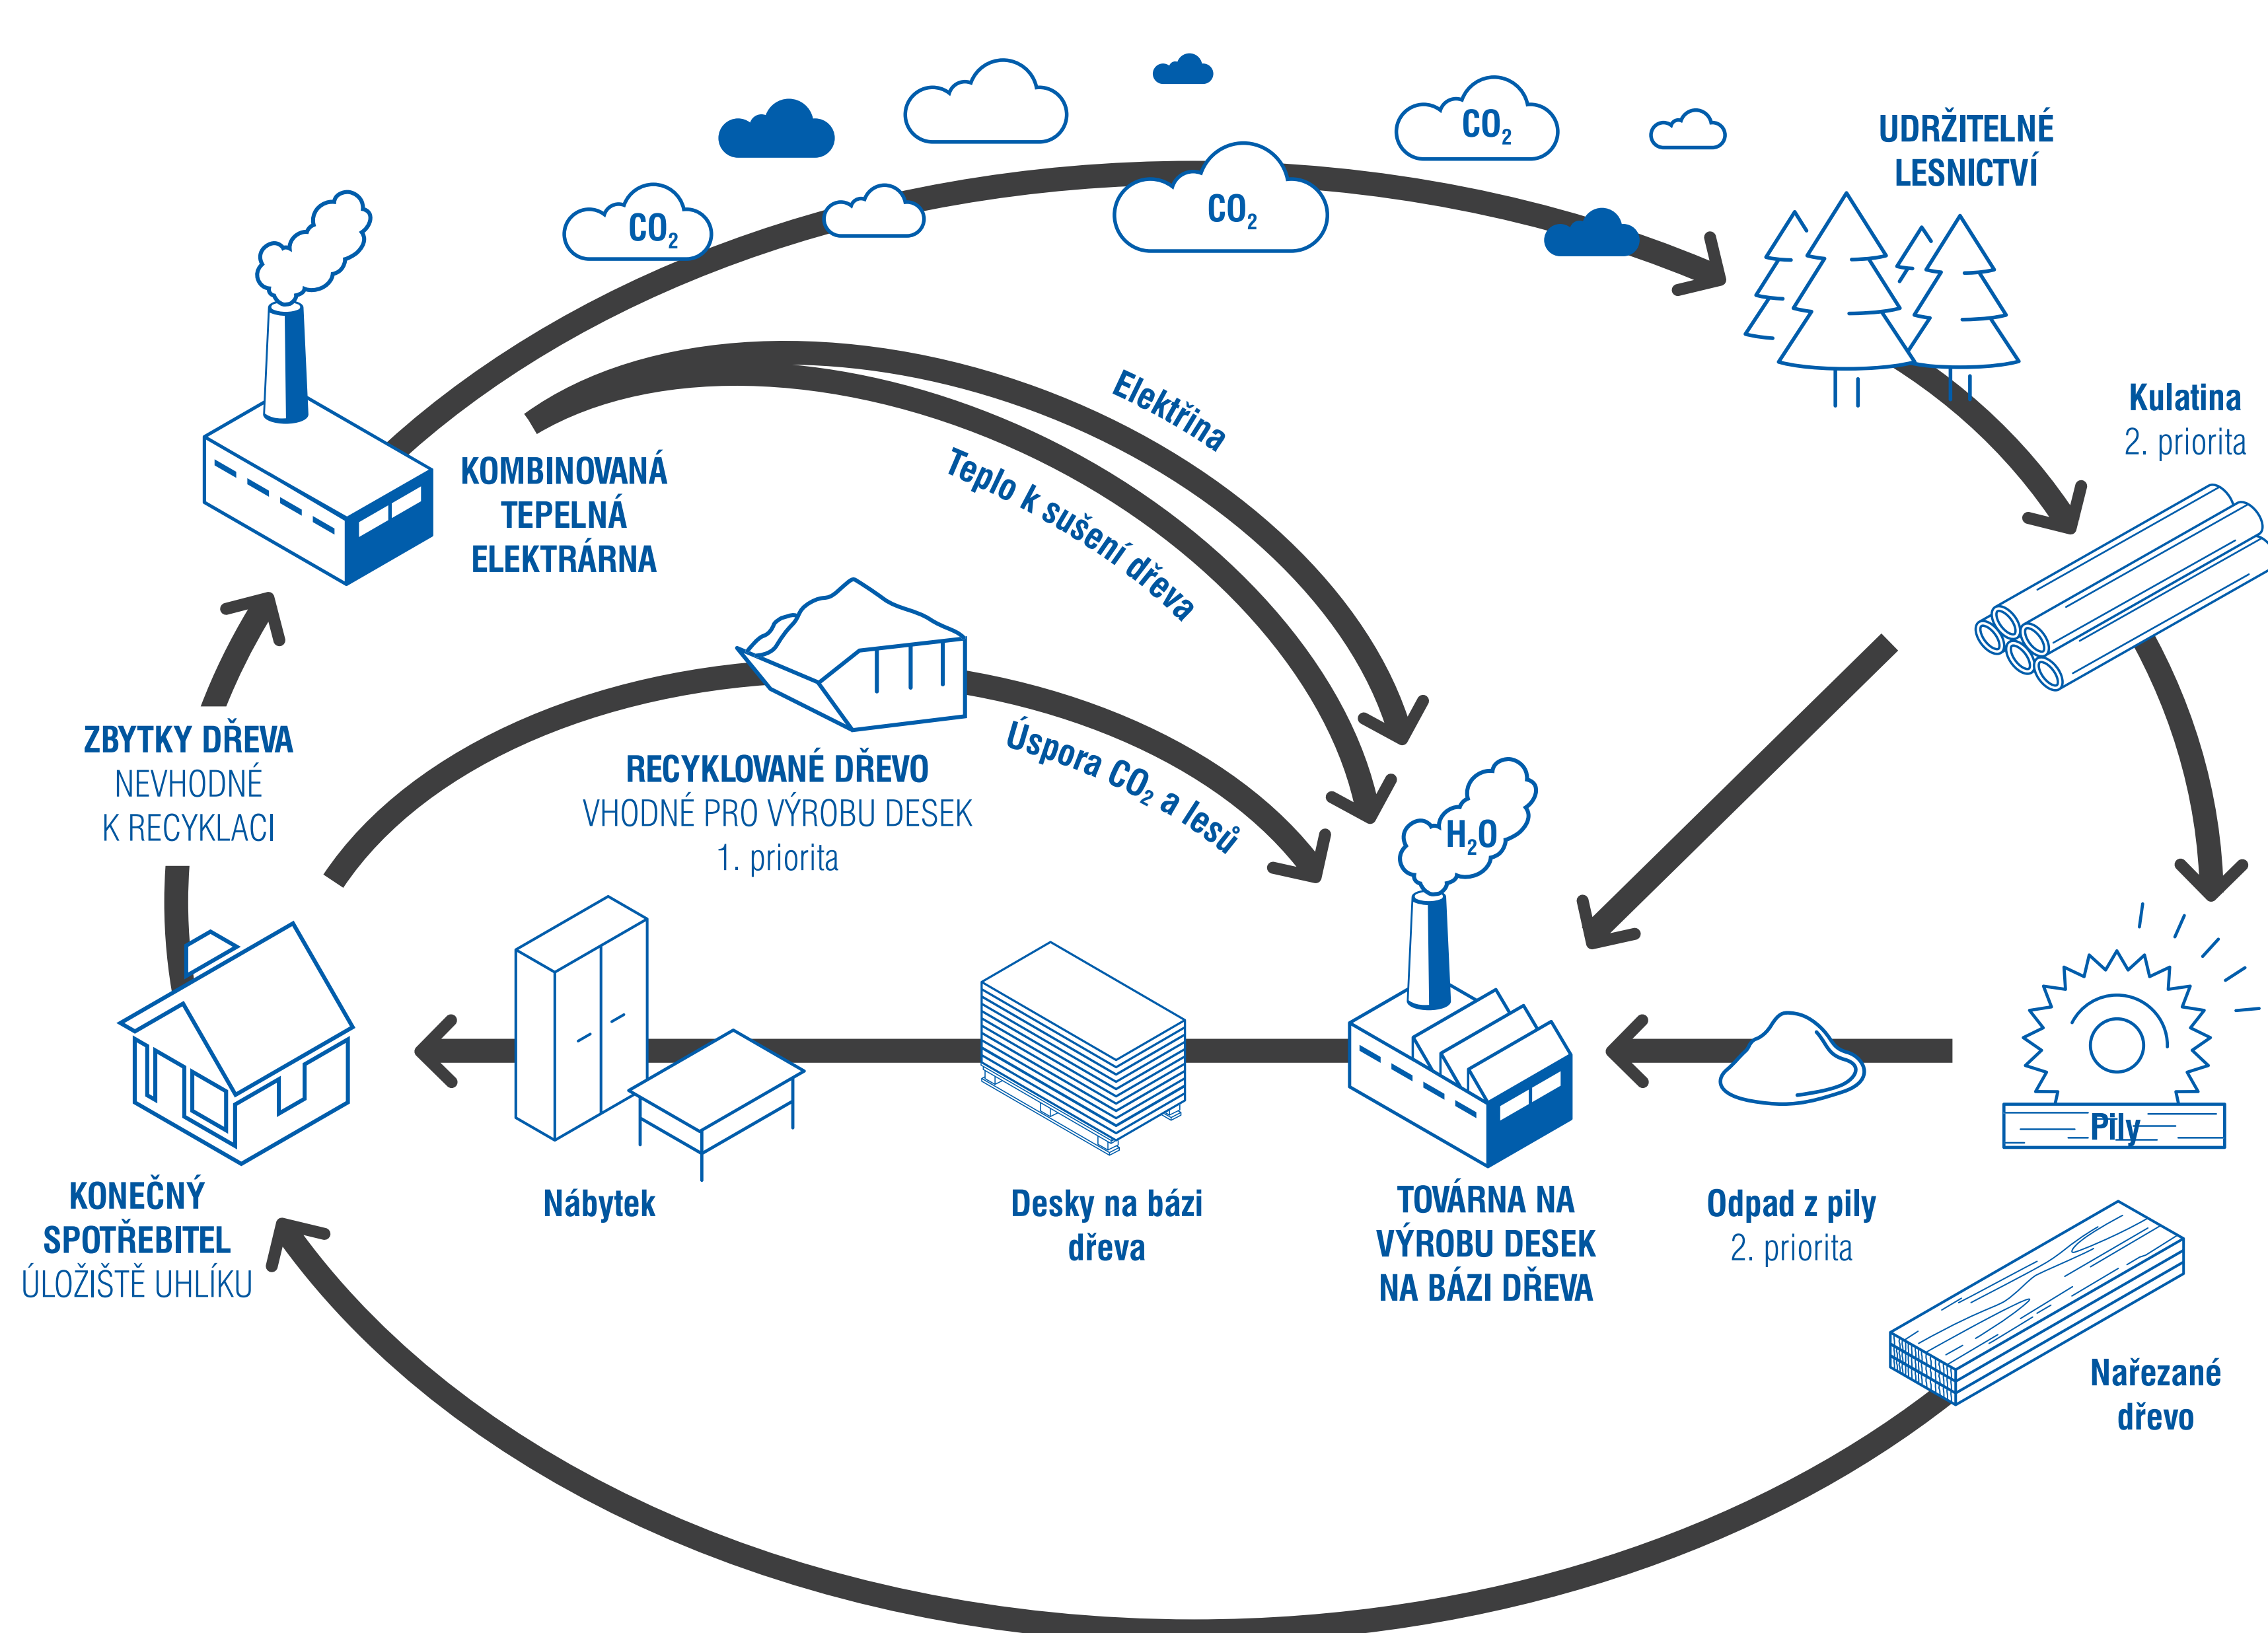 CO₂
CO₂
CO₂
UDRŽITELNÉ
LESNICTVÍ
Kulatina
2. priorita
Elektřina
Teplo k sušení dřeva
KOMBINOVANÁ
TEPELNÁ
ELEKTRÁRNA
ZBYTKY DŘEVA
NEVHODNÉ
K RECYKLACI
RECYKLOVANÉ DŘEVO
VHODNÉ PRO VÝROBU DESEK
1. priorita
Úspora CO₂ a lesů
H₂O
Pily
KONEČNÝ
SPOTŘEBITEL
ÚLOŽIŠTĚ UHLÍKU
Nábytek
Desky na bázi
dřeva
TOVÁRNA NA
VÝROBU DESEK
NA BÁZI DŘEVA
Odpad z pily
2. priorita
Nařezané
dřevo